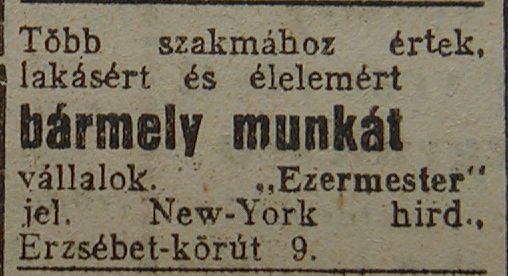 Több szakmához értek,
lakásért és élelemért
bármely munkát
vállalok. „Ezermester"
jel. New-York hird.,
Erzsébet-körút 9.